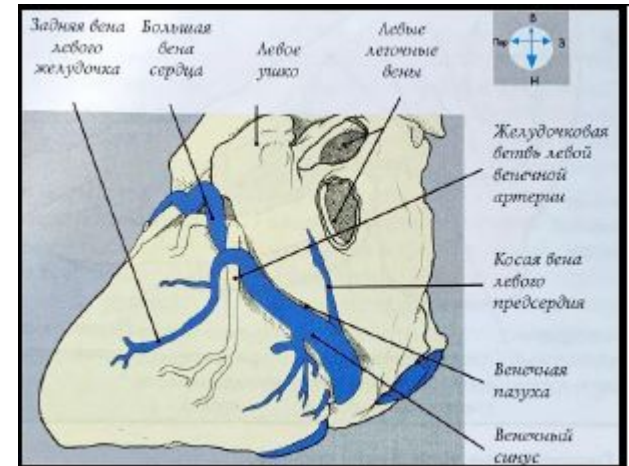 Задняя вена
левого
желудочка
Большая
вена
сердца
Левое
ушко
Левые
легочные
вены
В
Пер
З
Н
Желудочковая
ветвь левой
венечной
артерии
Косая вена
левого
предсердия
Венечная
пазуха
Венечный
синус